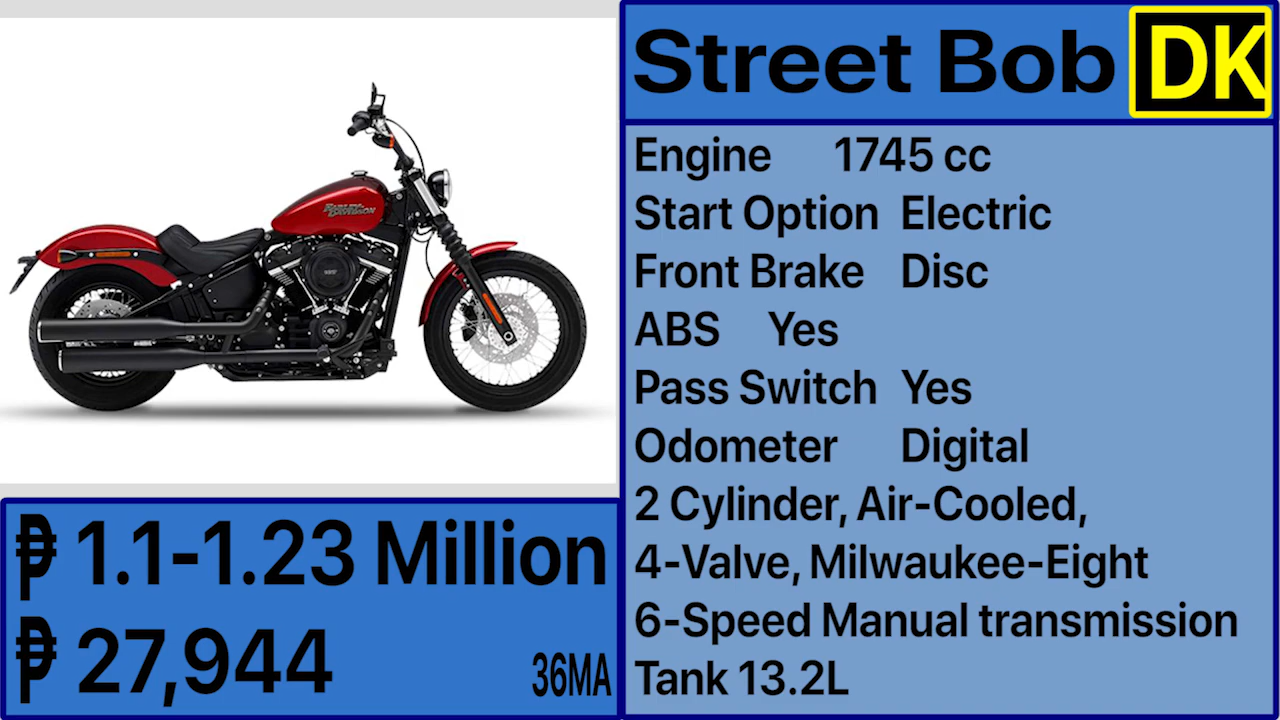 Street Bob DK
Engine 1745 cc
Start Option Electric
Front Brake Disc
ABS Yes
Pass Switch Yes
Odometer Digital
2 Cylinder, Air-Cooled,
4-Valve, Milwaukee-Eight
6-Speed Manual transmission
Tank 13.2L
HARLEY-
DAVIDSON
₱ 1.1-1.23 Million
₱ 27,944 36MA